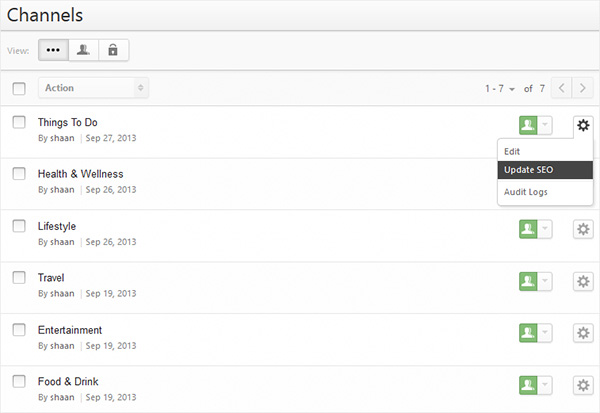 Channels
View:
Action
1 - 7 of 7
Things To Do
By shaan | Sep 27, 2013
Edit
Update SEO
Audit Logs
Health & Wellness
By shaan | Sep 26, 2013
Lifestyle
By shaan | Sep 26, 2013
Travel
By shaan | Sep 19, 2013
Entertainment
By shaan | Sep 19, 2013
Food & Drink
By shaan | Sep 19, 2013